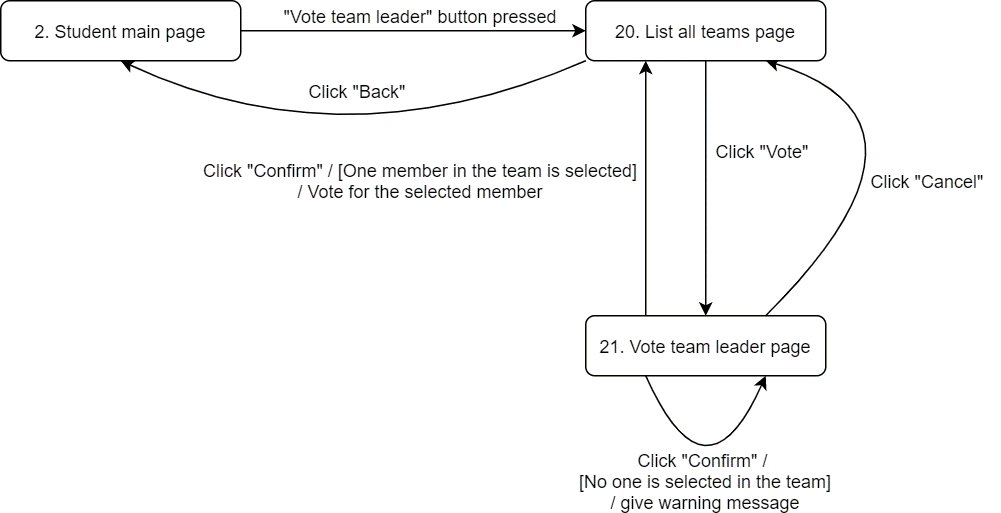 "Vote team leader" button pressed
2. Student main page
20. List all teams page
Click "Back"
Click "Vote"
Click "Confirm" / [One member in the team is selected]
/ Vote for the selected member
Click "Cancel"
21. Vote team leader page
Click "Confirm" /
[No one is selected in the team]
/ give warning message